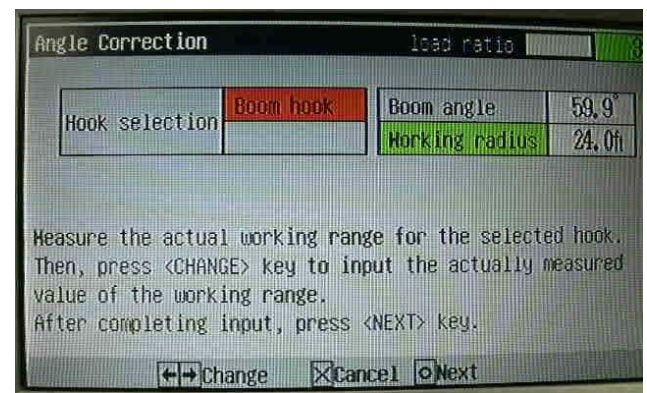 Angle Correction load ratio
Boom hook Boom angle 59.9°
Hook selection
Working radius 24.0ft
Measure the actual working range for the selected hook.
Then, press <CHANGE> key to input the actually measured
value of the working range.
After completing input, press <NEXT> key.
←→Change XCancel oNext